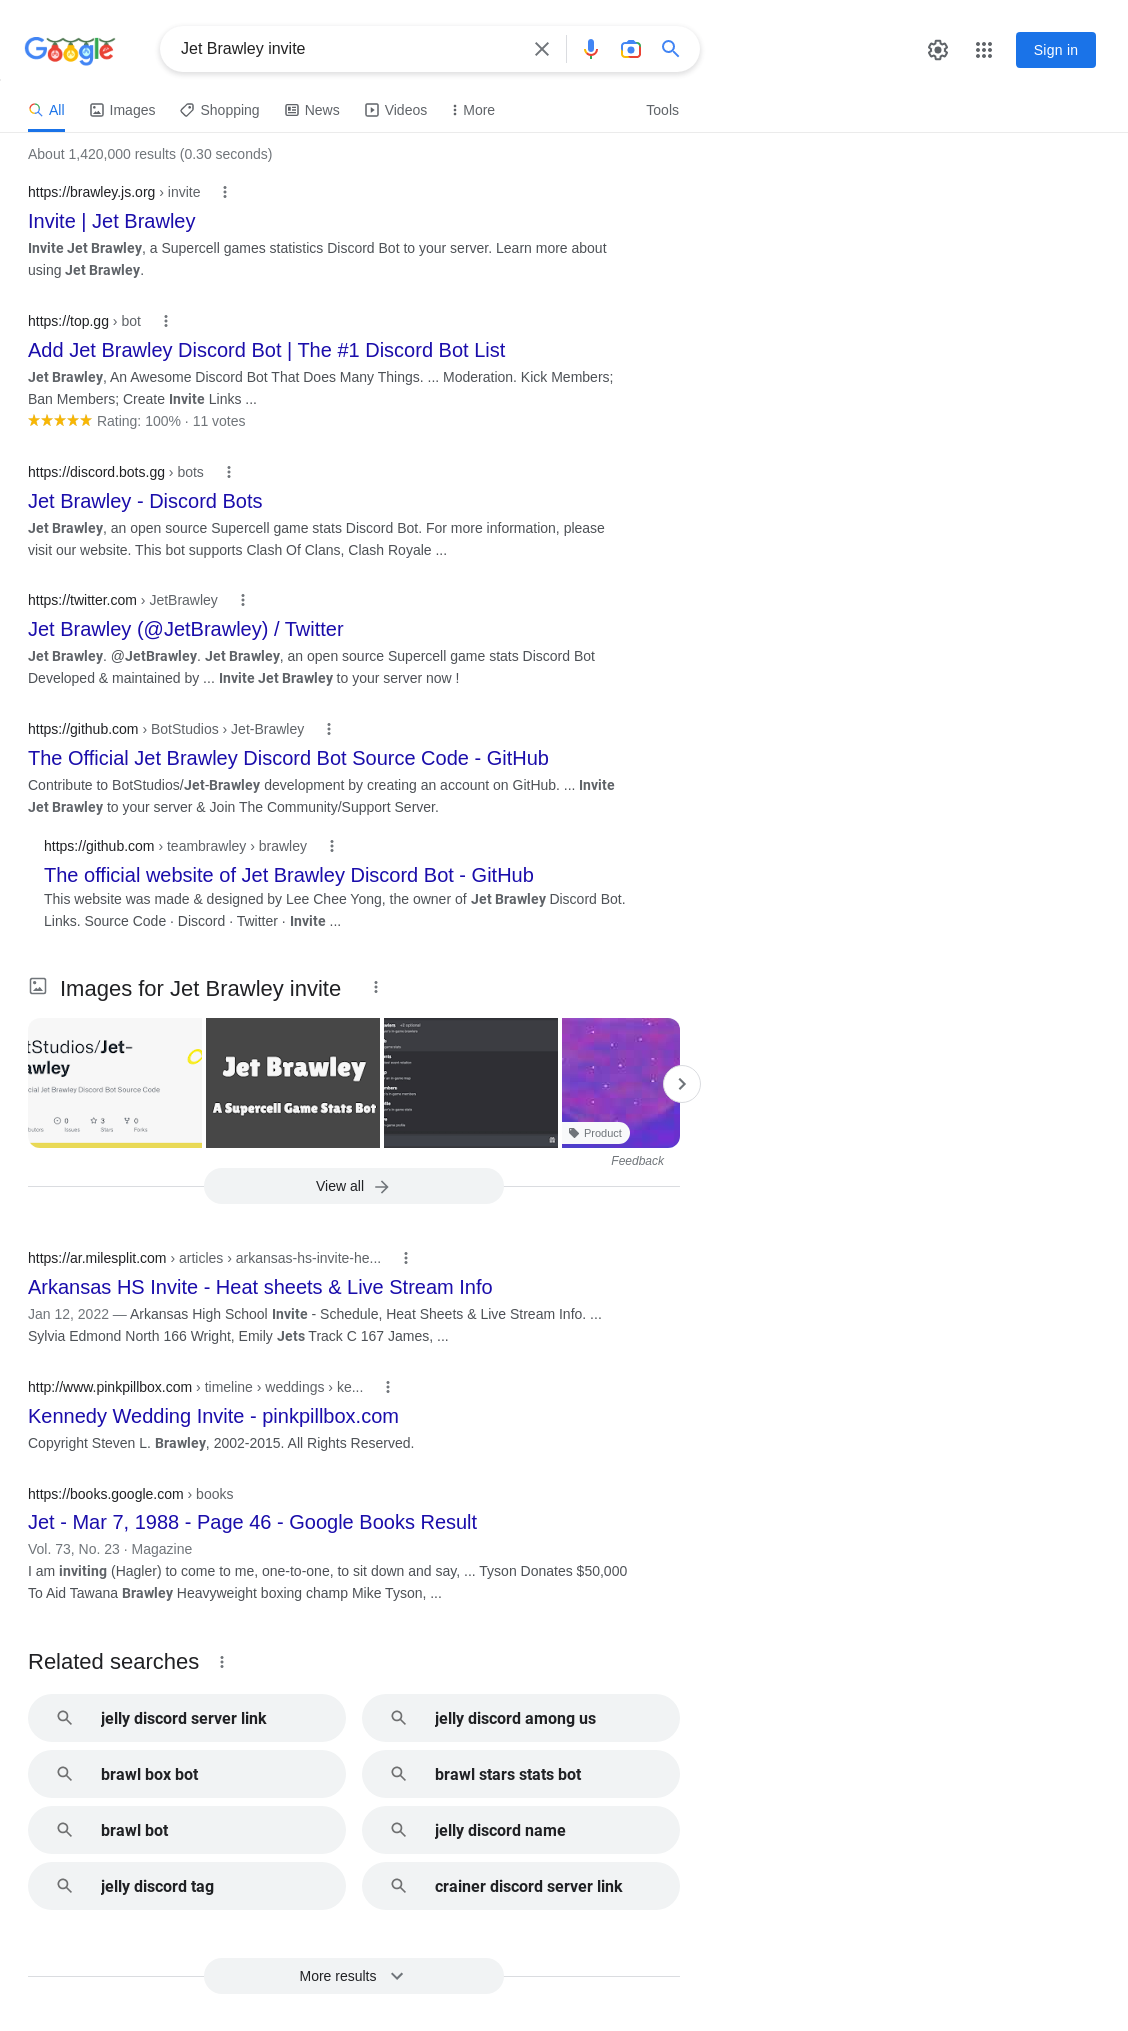 Google
Jet Brawley invite
Sign in
All
Images
Shopping
News
Videos
More
Tools
About 1,420,000 results (0.30 seconds)
https://brawley.js.org › invite
Invite | Jet Brawley
Invite Jet Brawley, a Supercell games statistics Discord Bot to your server. Learn more about
using Jet Brawley.
https://top.gg › bot
Add Jet Brawley Discord Bot | The #1 Discord Bot List
Jet Brawley, An Awesome Discord Bot That Does Many Things. ... Moderation. Kick Members;
Ban Members; Create Invite Links ...
Rating: 100% · 11 votes
https://discord.bots.gg › bots
Jet Brawley - Discord Bots
Jet Brawley, an open source Supercell game stats Discord Bot. For more information, please
visit our website. This bot supports Clash Of Clans, Clash Royale ...
https://twitter.com › JetBrawley
Jet Brawley (@JetBrawley) / Twitter
Jet Brawley. @JetBrawley. Jet Brawley, an open source Supercell game stats Discord Bot
Developed & maintained by ... Invite Jet Brawley to your server now !
https://github.com › BotStudios › Jet-Brawley
The Official Jet Brawley Discord Bot Source Code - GitHub
Contribute to BotStudios/Jet-Brawley development by creating an account on GitHub. ... Invite
Jet Brawley to your server & Join The Community/Support Server.
https://github.com › teambrawley › brawley
The official website of Jet Brawley Discord Bot - GitHub
This website was made & designed by Lee Chee Yong, the owner of Jet Brawley Discord Bot.
Links. Source Code · Discord · Twitter · Invite ...
Images for Jet Brawley invite
tStudios/Jet-
awley
cial Jet Brawley Discord Bot Source Code
0
3
0
Issues
Stars
Forks
Jet Brawley
A Supercell Game Stats Bot
Product
Feedback
View all
https://ar.milesplit.com › articles › arkansas-hs-invite-he...
Arkansas HS Invite - Heat sheets & Live Stream Info
Jan 12, 2022 — Arkansas High School Invite - Schedule, Heat Sheets & Live Stream Info. ...
Sylvia Edmond North 166 Wright, Emily Jets Track C 167 James, ...
http://www.pinkpillbox.com › timeline › weddings › ke...
Kennedy Wedding Invite - pinkpillbox.com
Copyright Steven L. Brawley, 2002-2015. All Rights Reserved.
https://books.google.com › books
Jet - Mar 7, 1988 - Page 46 - Google Books Result
Vol. 73, No. 23 · Magazine
I am inviting (Hagler) to come to me, one-to-one, to sit down and say, ... Tyson Donates $50,000
To Aid Tawana Brawley Heavyweight boxing champ Mike Tyson, ...
Related searches
jelly discord server link
jelly discord among us
brawl box bot
brawl stars stats bot
brawl bot
jelly discord name
jelly discord tag
crainer discord server link
More results